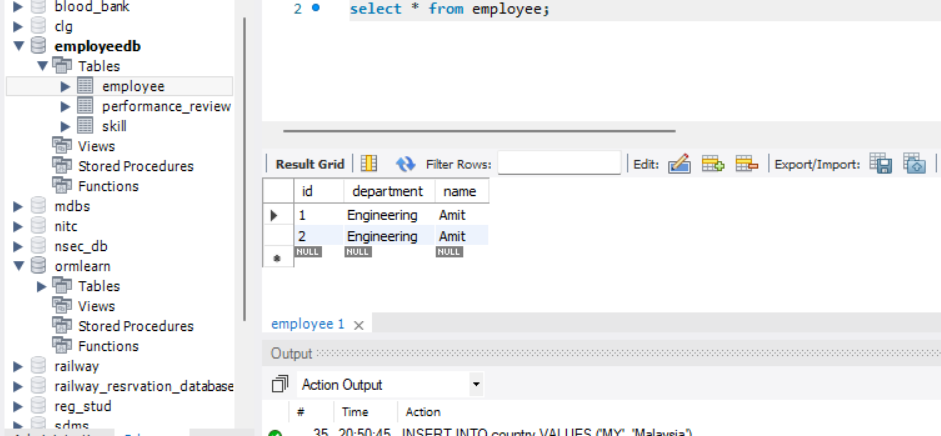 blood_bank
clg
employeedb
Tables
employee
performance_review
skill
Views
Stored Procedures
Functions
mdbs
nitc
nsec_db
ormlearn
Tables
Views
Stored Procedures
Functions
railway
railway_resrvation_database
reg_stud
sdms
2 select * from employee;
Result Grid Filter Rows: Edit: Export/Import:
id department name
1 Engineering Amit
2 Engineering Amit
NULL NULL NULL
employee 1
Output
Action Output
# Time Action
35 20:50:45 INSERT INTO country VALUES ('MY', 'Malaysia')